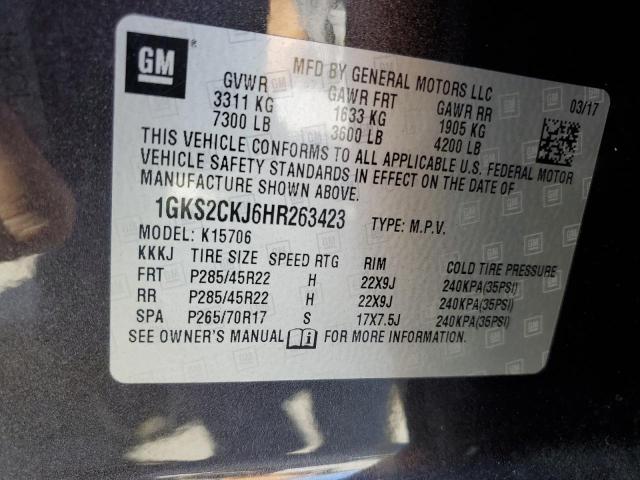 GM ®
MFD BY GENERAL MOTORS LLC
03/17
GVWR GAWR FRT GAWR RR
3311 KG 1633 KG 1905 KG
7300 LB 3600 LB 4200 LB
THIS VEHICLE CONFORMS TO ALL APPLICABLE U.S. FEDERAL MOTOR
VEHICLE SAFETY STANDARDS IN EFFECT ON THE DATE OF
MANUFACTURE SHOWN ABOVE.
1GKS2CKJ6HR263423 TYPE: M.P.V.
MODEL: K15706
KKKJ TIRE SIZE SPEED RTG RIM COLD TIRE PRESSURE
FRT P285/45R22 H 22X9J 240KPA(35PSI)
RR P285/45R22 H 22X9J 240KPA(35PSI)
SPA P265/70R17 S 17X7.5J 240KPA(35PSI)
SEE OWNER'S MANUAL FOR MORE INFORMATION.